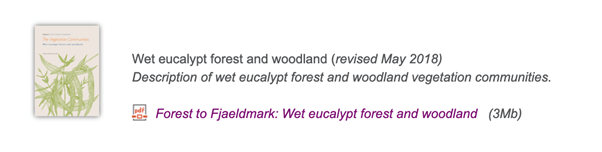 Wet eucalypt forest and woodland (revised May 2018)
Description of wet eucalypt forest and woodland vegetation communities.
pdf
Forest to Fjaeldmark: Wet eucalypt forest and woodland (3Mb)